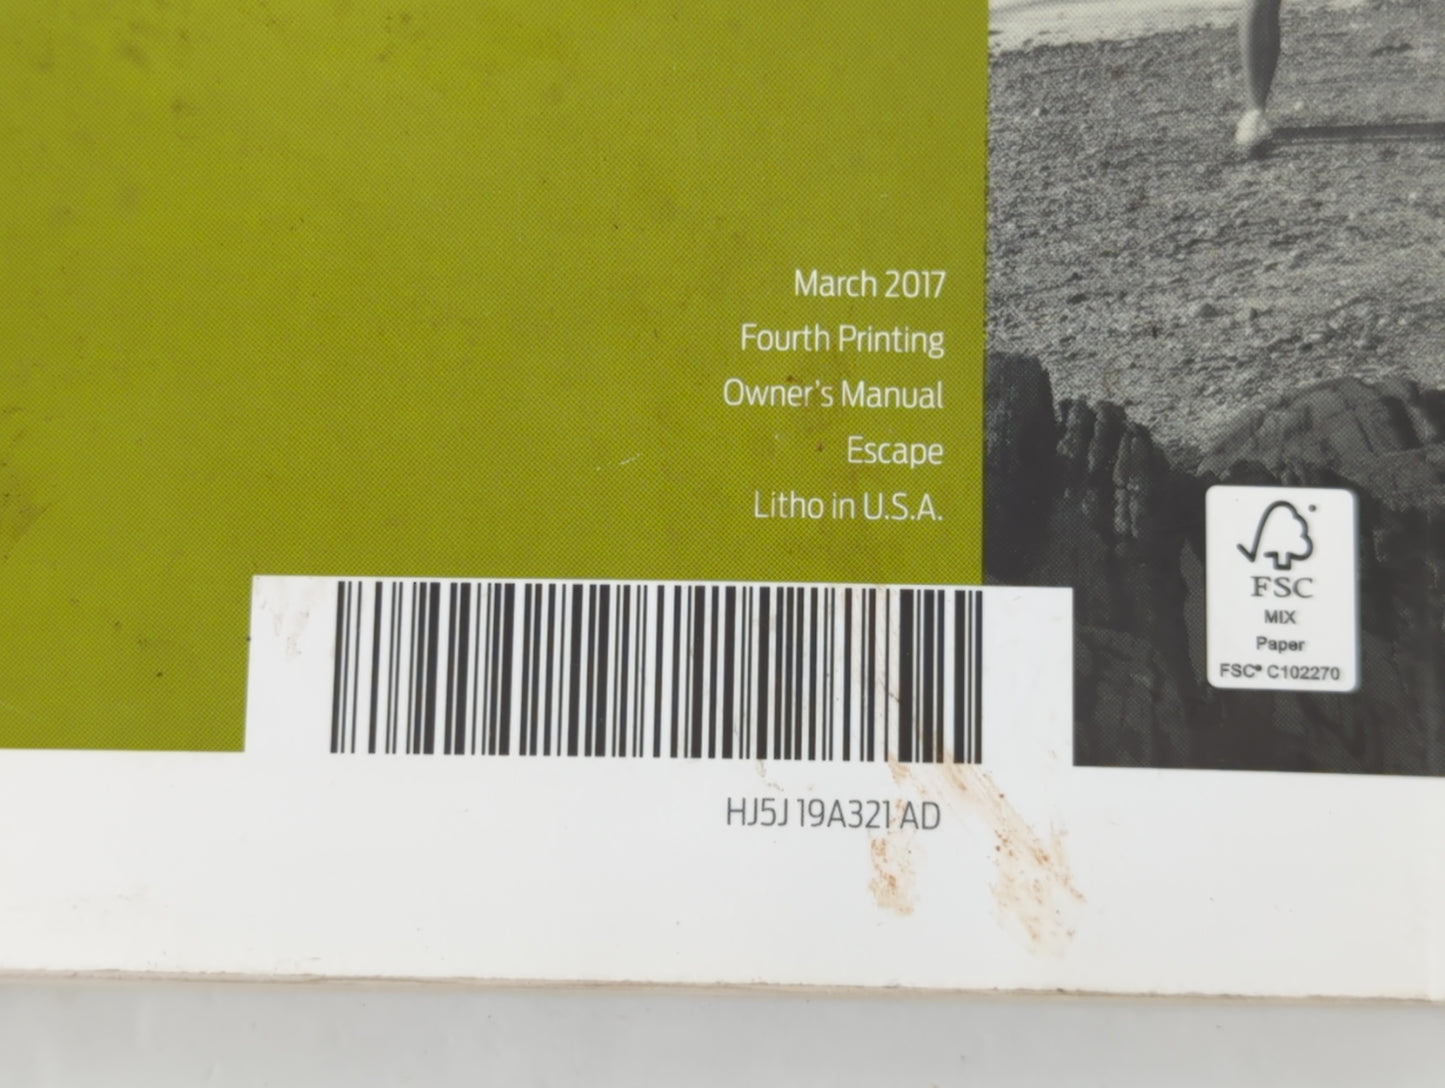 March 2017
Fourth Printing
Owner's Manual
Escape
Litho in U.S.A.
FSC
MIX
Paper
FSC® C102270
HJ5J 19A321 AD